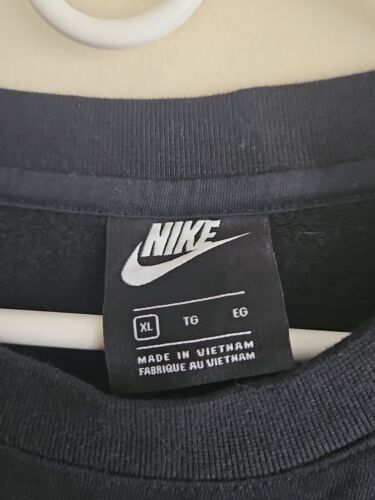 NIKE
XL TG EG
MADE IN VIETNAM
FABRIQUE AU VIETNAM